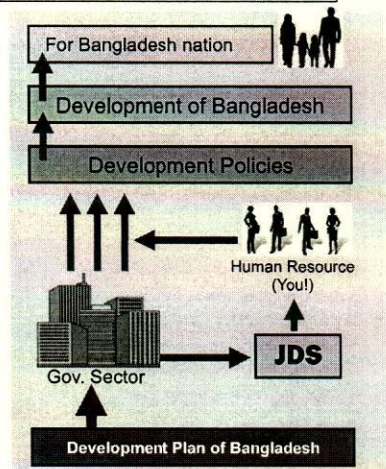 For Bangladesh nation
Development of Bangladesh
Development Policies
Human Resource
(You!)
JDS
Gov. Sector
Development Plan of Bangladesh